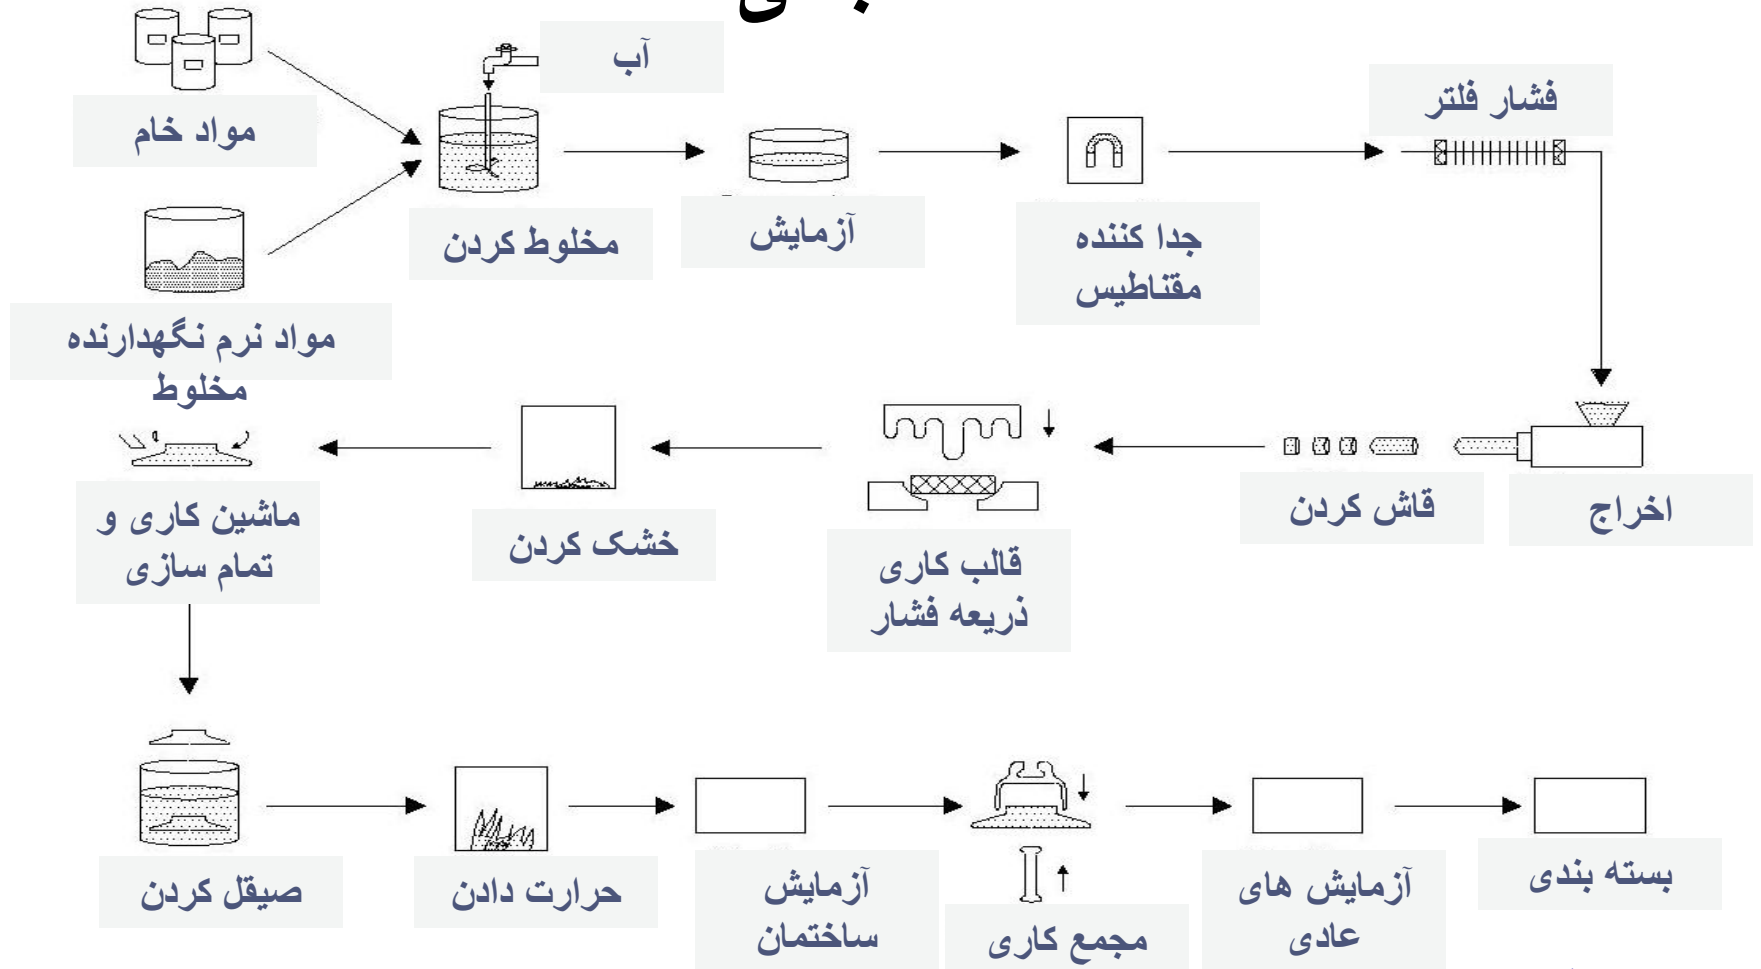 آب
مواد خام
فشار فلتر
مخلوط کردن
آزمایش
جدا کننده
مقناطیس
مواد نرم نگهدارنده
مخلوط
اخراج
قاش کردن
قالب کاری
ذریعه فشار
خشک کردن
ماشین کاری و
تمام سازی
صیقل کردن
حرارت دادن
آزمایش
ساختمان
مجمع کاری
آزمایش های
عادی
بسته بندی